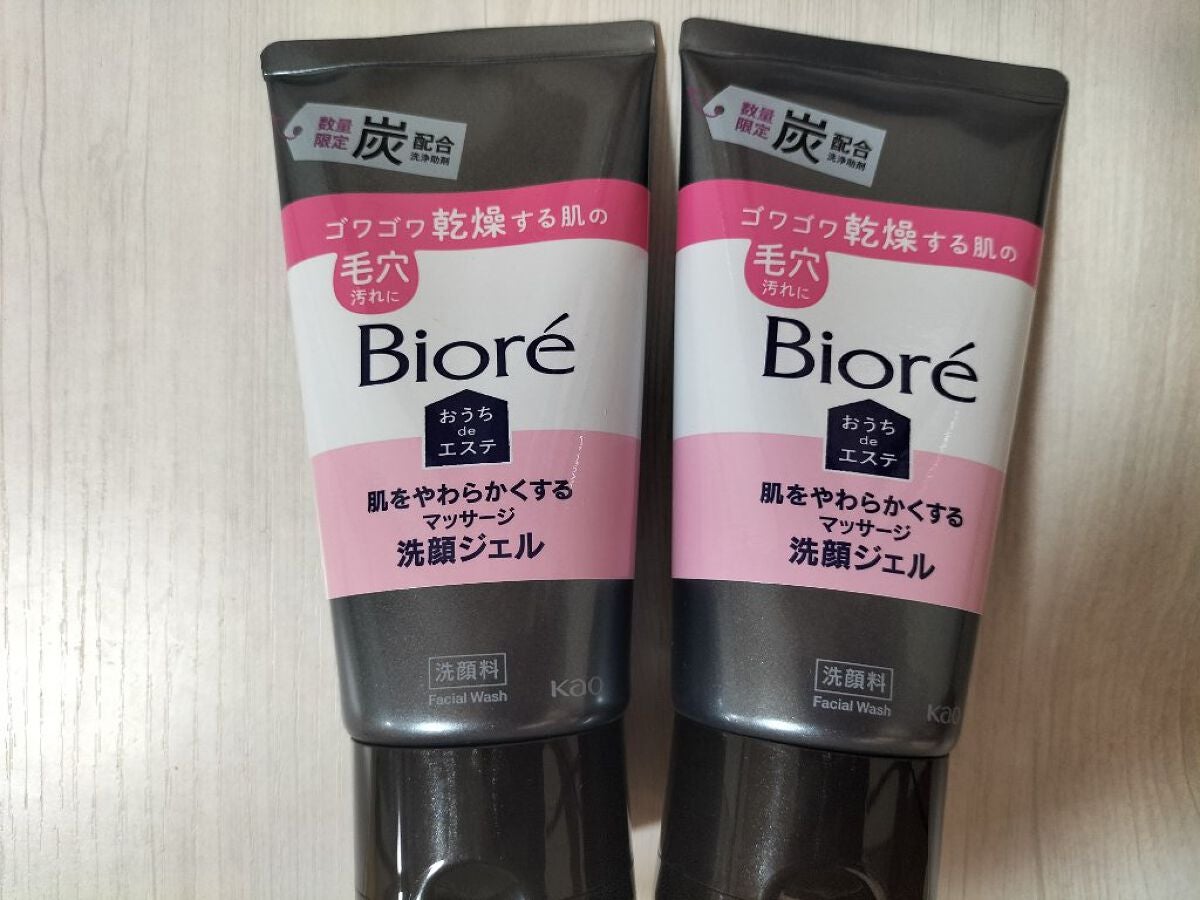 数量
限定
炭
配合
洗浄助剤
ゴワゴワ乾燥する肌の
毛穴
汚れに
Bioré
おうち
de
エステ
肌をやわらかくする
マッサージ
洗顔ジェル
洗顔料
Facial Wash
Kao
数量
限定
炭
配合
洗浄助剤
ゴワゴワ乾燥する肌の
毛穴
汚れに
Bioré
おうち
de
エステ
肌をやわらかくする
マッサージ
洗顔ジェル
洗顔料
Facial Wash
Kao